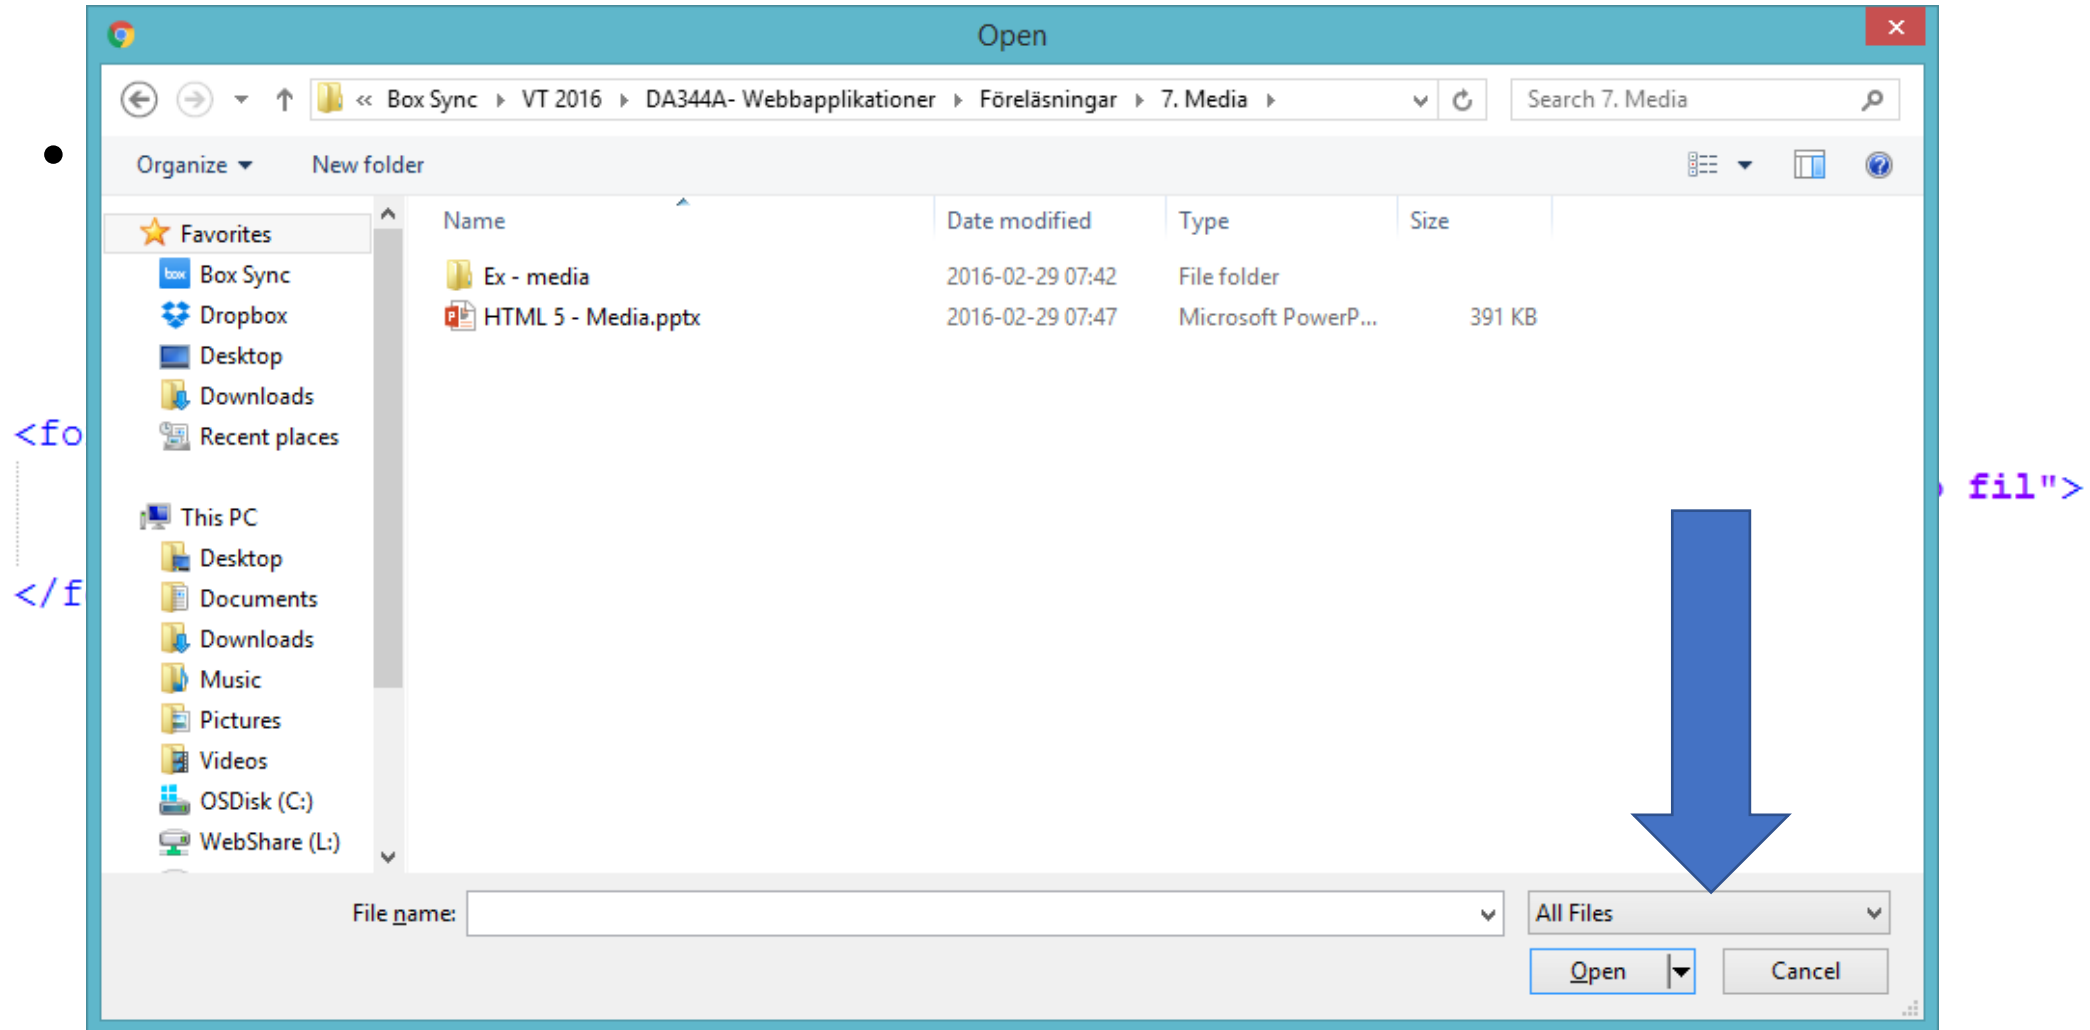 Open
« Box Sync VT 2016 DA344A- Webbapplikationer Föreläsningar 7. Media
Search 7. Media
•
Organize
New folder
Name Date modified Type Size
Favorites
Box Sync
Dropbox
Desktop
Downloads
Recent places
This PC
Desktop
Documents
Downloads
Music
Pictures
Videos
OSDisk (C:)
WebShare (L:)
Ex - media 2016-02-29 07:42 File folder
HTML 5 - Media.pptx 2016-02-29 07:47 Microsoft PowerP... 391 KB
<fo
fil">
</f
File name:
All Files
Open
Cancel